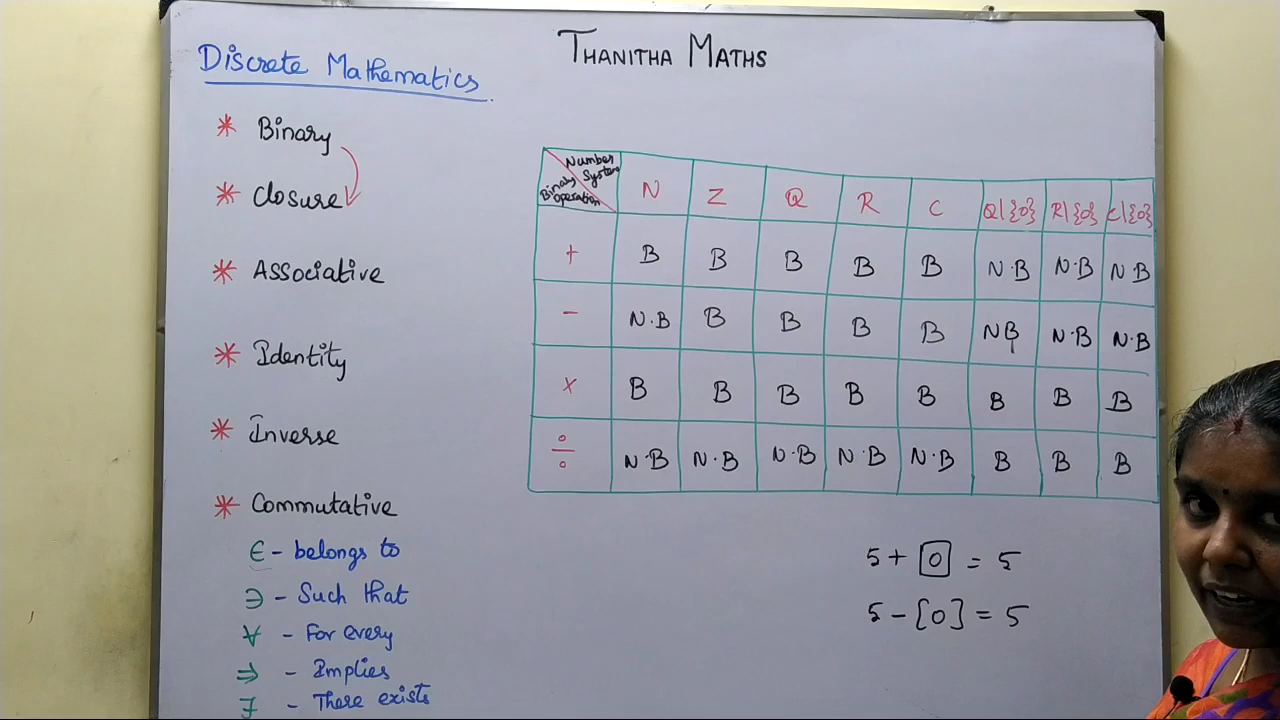 THANITHA MATHS
Discrete Mathematics
* Binary
* Closure
* Associative
* Identity
* Inverse
* Commutative
∈ - belongs to
∋ - Such that
∀ - For every
⇒ - Implies
∃ - There exists
Number System
Binary operation
N Z Q R C Q|{0} R|{0} C|{0}
+ B B B B B N.B N.B N B
- N.B B B B B N B N.B N.B
× B B B B B B B B
÷ N.B N.B N.B N.B N.B B B B
5 + 0 = 5
5 - [0] = 5